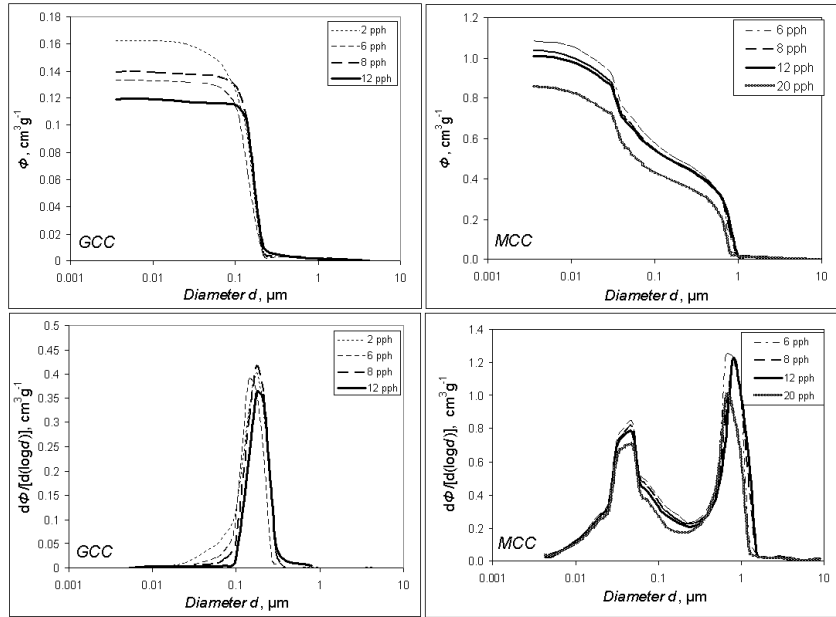 0.18
0.16
0.14
0.12
0.1
0.08
0.06
0.04
0.02
0
Φ, cm³g⁻¹
2 pph
6 pph
8 pph
12 pph
GCC
0.001
0.01
0.1
1
10
Diameter d, µm
1.2
1.0
0.8
0.6
0.4
0.2
0.0
Φ, cm³g⁻¹
6 pph
8 pph
12 pph
20 pph
MCC
0.001
0.01
0.1
1
10
Diameter d, µm
0.5
0.45
0.4
0.35
0.3
0.25
0.2
0.15
0.1
0.05
0
dΦ/[d(logd)], cm³g⁻¹
2 pph
6 pph
8 pph
12 pph
GCC
0.001
0.01
0.1
1
10
Diameter d, µm
1.4
1.2
1.0
0.8
0.6
0.4
0.2
0.0
dΦ/[d(logd)], cm³g⁻¹
6 pph
8 pph
12 pph
20 pph
MCC
0.001
0.01
0.1
1
10
Diameter d, µm